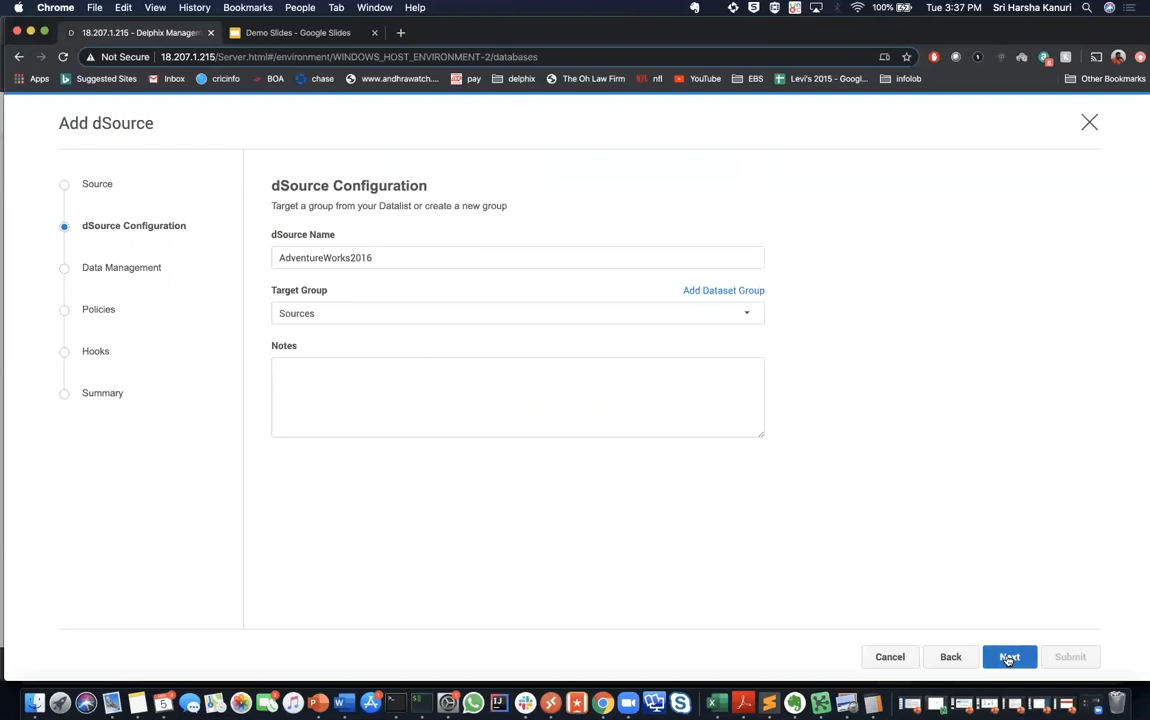 Chrome File Edit View History Bookmarks People Tab Window Help 100% Tue 3:37 PM Sri Harsha Kanuri
D 18.207.1.215 - Delphix Managem Demo Slides - Google Slides
Not Secure 18.207.1.215/Server.html#/environment/WINDOWS_HOST_ENVIRONMENT-2/databases
Apps Suggested Sites Inbox cricinfo BOA chase www.andhrawatch.... pay delphix The Oh Law Firm nfl YouTube EBS Levi's 2015 - Googl... infolob Other Bookmarks
Add dSource
Source
dSource Configuration
Data Management
Policies
Hooks
Summary
dSource Configuration
Target a group from your Datalist or create a new group
dSource Name
AdventureWorks2016
Target Group Add Dataset Group
Sources
Notes
Cancel Back Next Submit